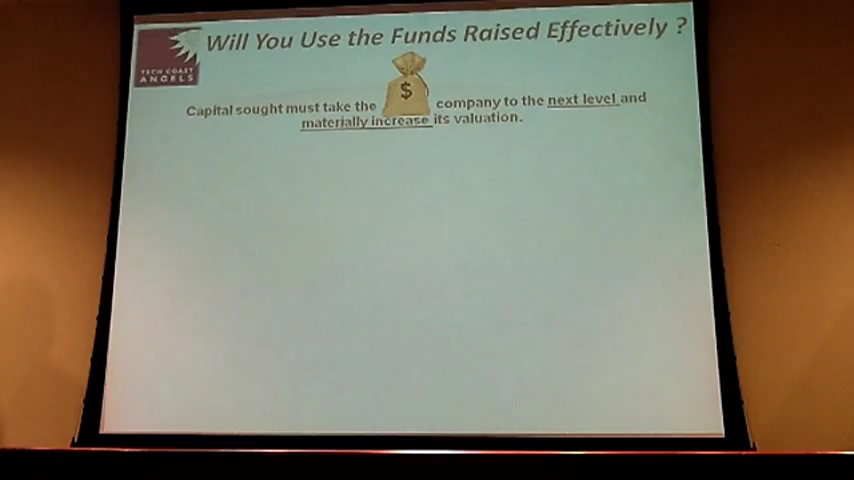 Will You Use the Funds Raised Effectively ?
TECH COAST
ANGELS
$
Capital sought must take the company to the next level and
materially increase its valuation.